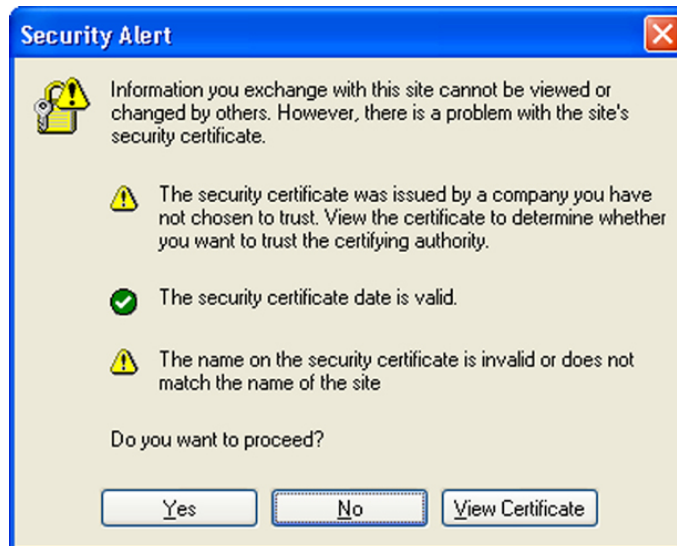 Security Alert
Information you exchange with this site cannot be viewed or
changed by others. However, there is a problem with the site's
security certificate.
The security certificate was issued by a company you have
not chosen to trust. View the certificate to determine whether
you want to trust the certifying authority.
The security certificate date is valid.
The name on the security certificate is invalid or does not
match the name of the site
Do you want to proceed?
Yes No View Certificate